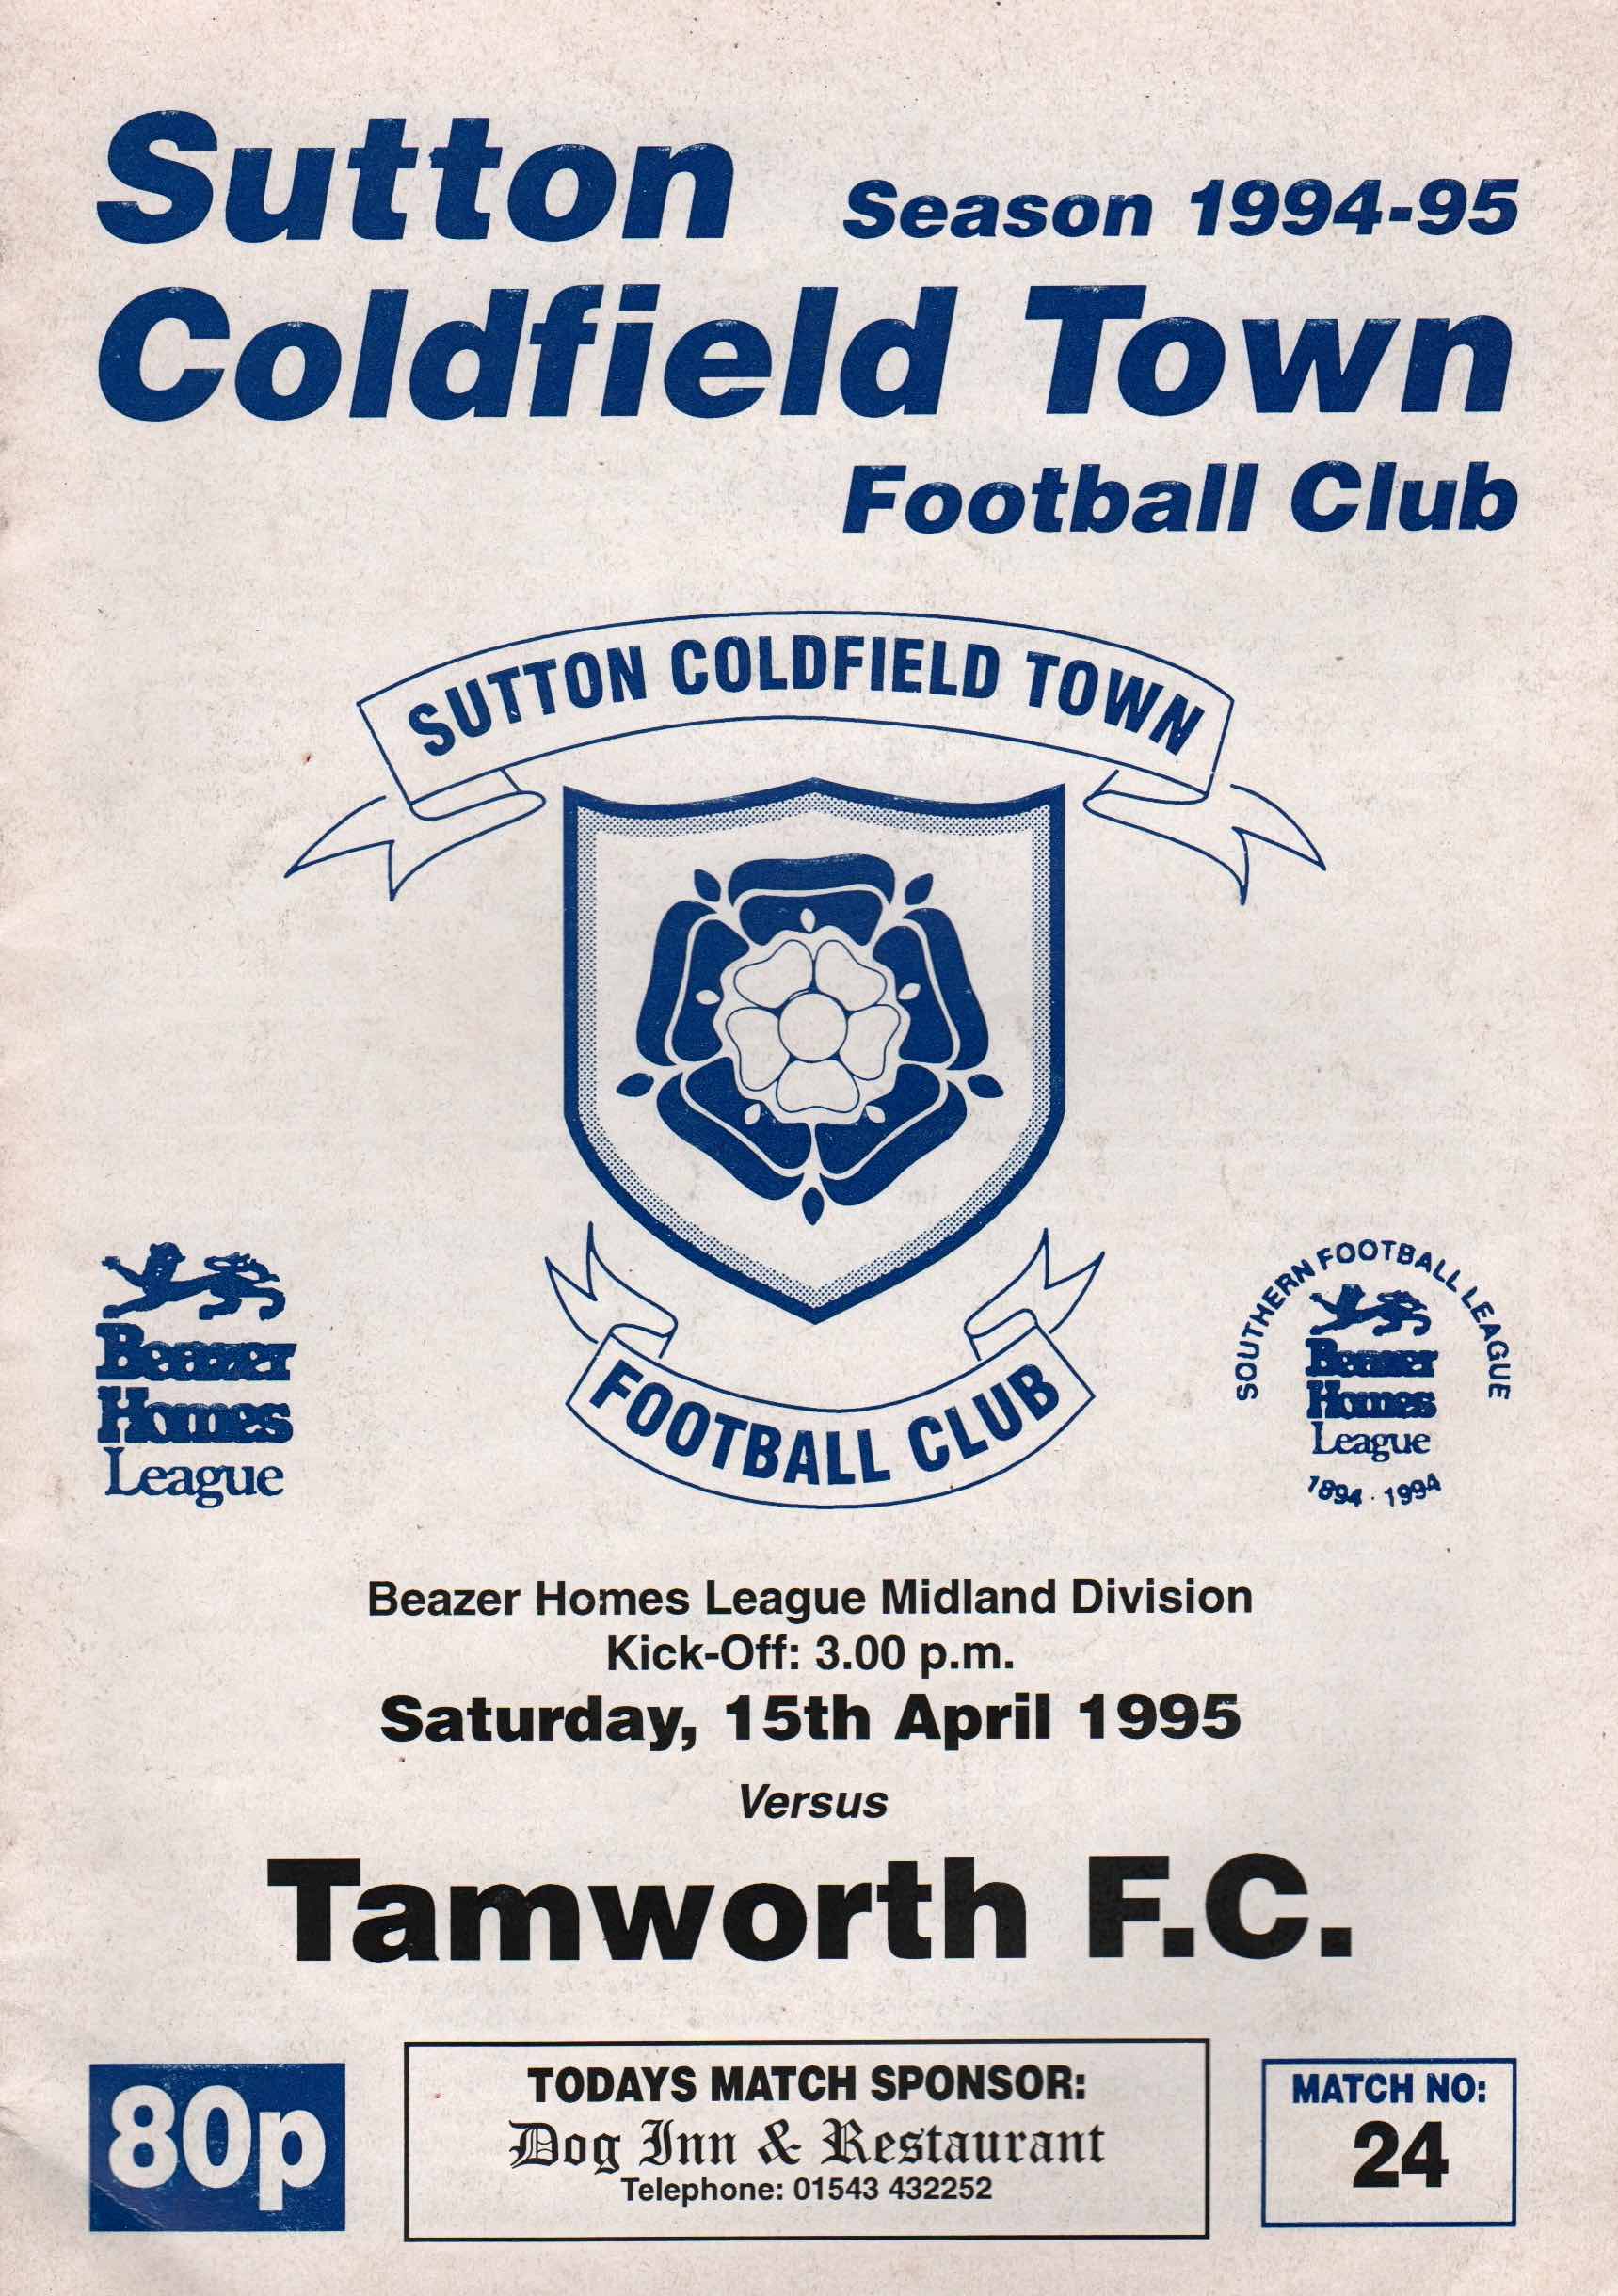 Sutton Season 1994-95
Coldfield Town
Football Club
SUTTON COLDFIELD TOWN
FOOTBALL CLUB
Beazer
Homes
League
SOUTHERN FOOTBALL LEAGUE
Beazer
Homes
League
1894 · 1994
Beazer Homes League Midland Division
Kick-Off: 3.00 p.m.
Saturday, 15th April 1995
Versus
Tamworth F.C.
80p
TODAYS MATCH SPONSOR:
Dog Inn & Restaurant
Telephone: 01543 432252
MATCH NO:
24